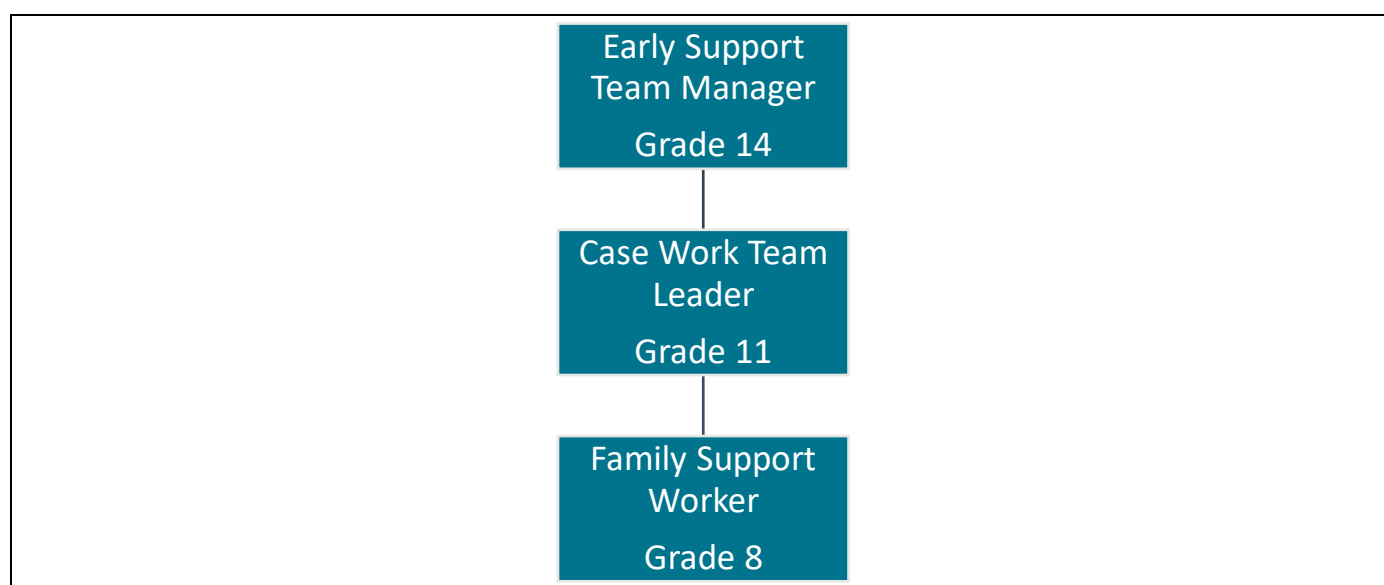 Early Support
Team Manager
Grade 14
Case Work Team
Leader
Grade 11
Family Support
Worker
Grade 8